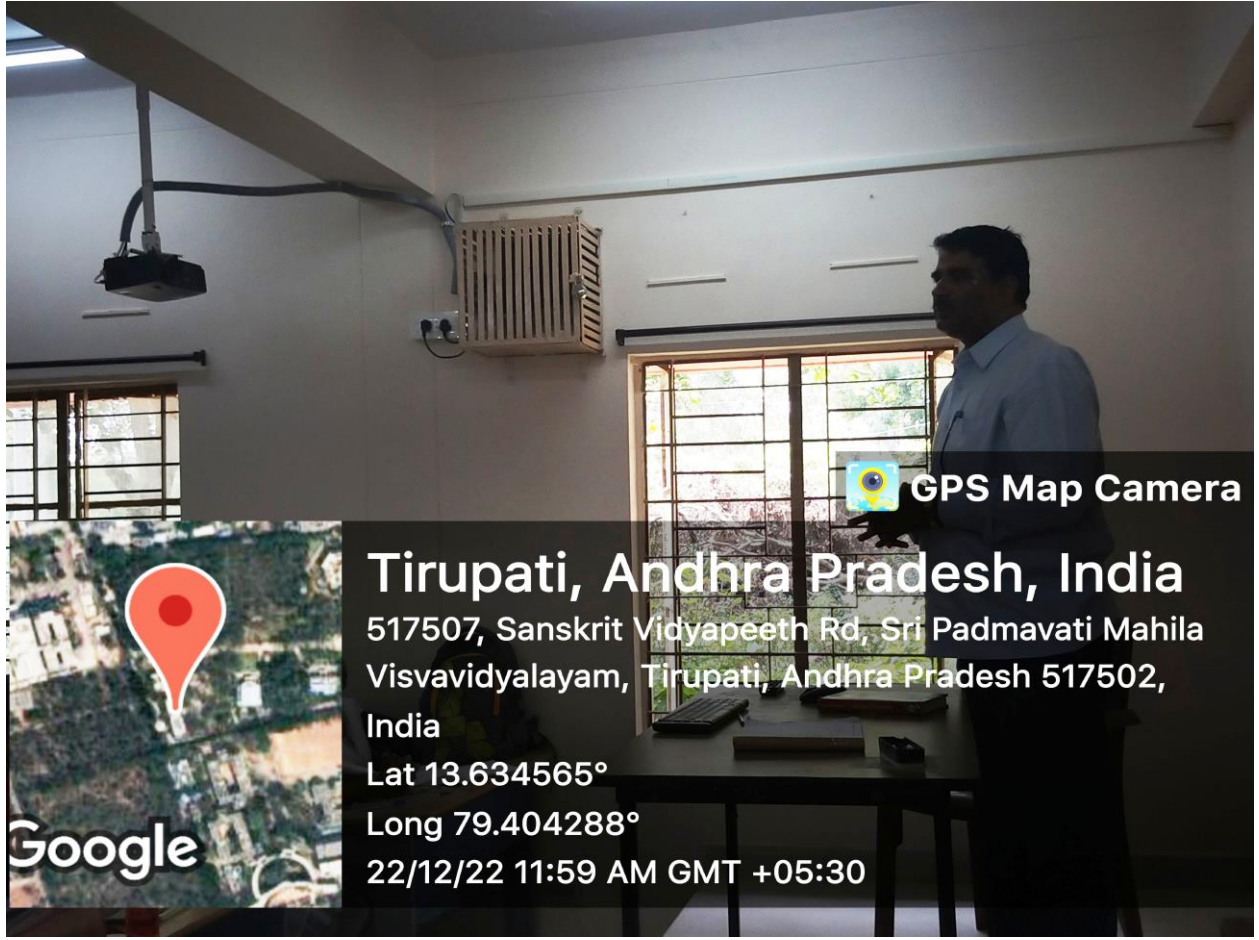 GPS Map Camera
Tirupati, Andhra Pradesh, India
517507, Sanskrit Vidyapeeth Rd, Sri Padmavati Mahila
Visvavidyalayam, Tirupati, Andhra Pradesh 517502,
India
Lat 13.634565°
Long 79.404288°
22/12/22 11:59 AM GMT +05:30
Google